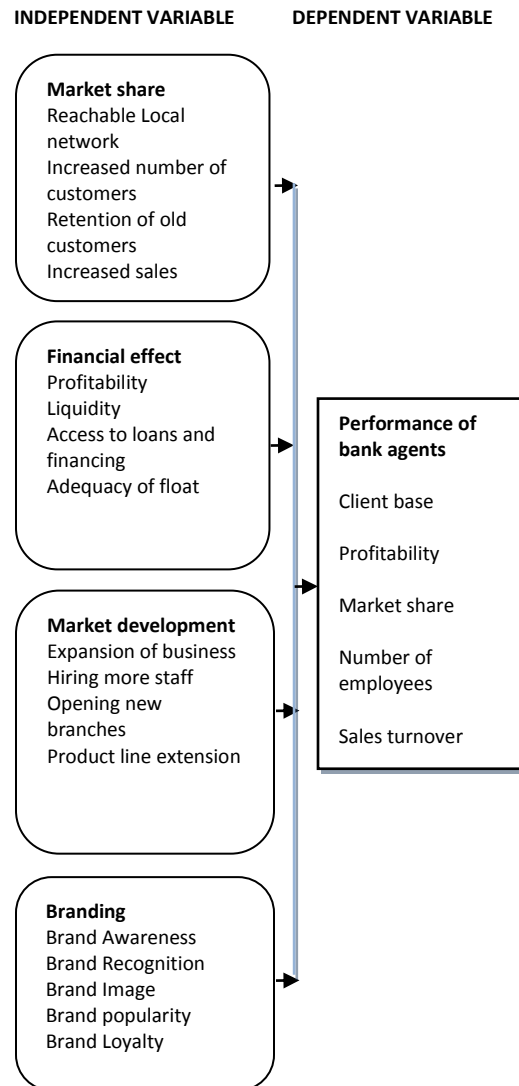 INDEPENDENT VARIABLE
DEPENDENT VARIABLE
Market share
Reachable Local
network
Increased number of
customers
Retention of old
customers
Increased sales
Financial effect
Profitability
Liquidity
Access to loans and
financing
Adequacy of float
Market development
Expansion of business
Hiring more staff
Opening new
branches
Product line extension
Branding
Brand Awareness
Brand Recognition
Brand Image
Brand popularity
Brand Loyalty
Performance of
bank agents
Client base
Profitability
Market share
Number of
employees
Sales turnover